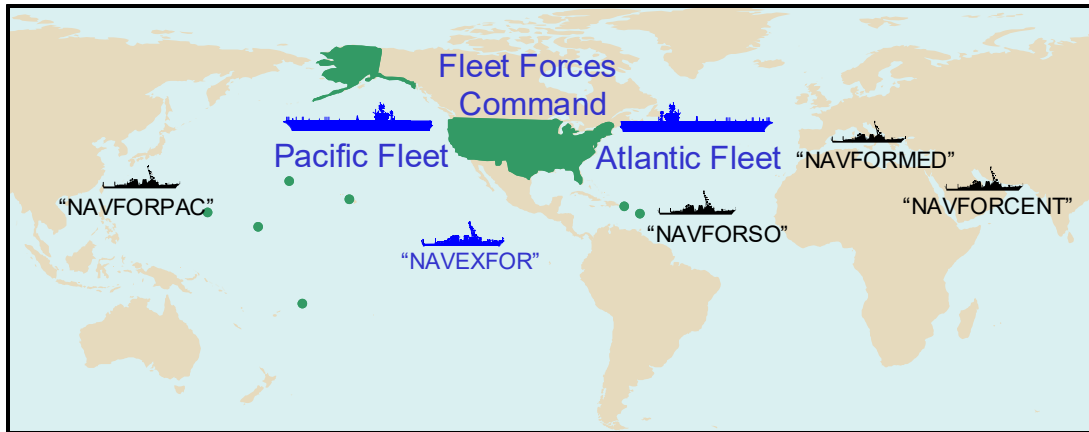 Fleet Forces
Command
Pacific Fleet
Atlantic Fleet
“NAVFORMED”
“NAVFORPAC”
“NAVFORCENT”
“NAVFORSO”
“NAVEXFOR”